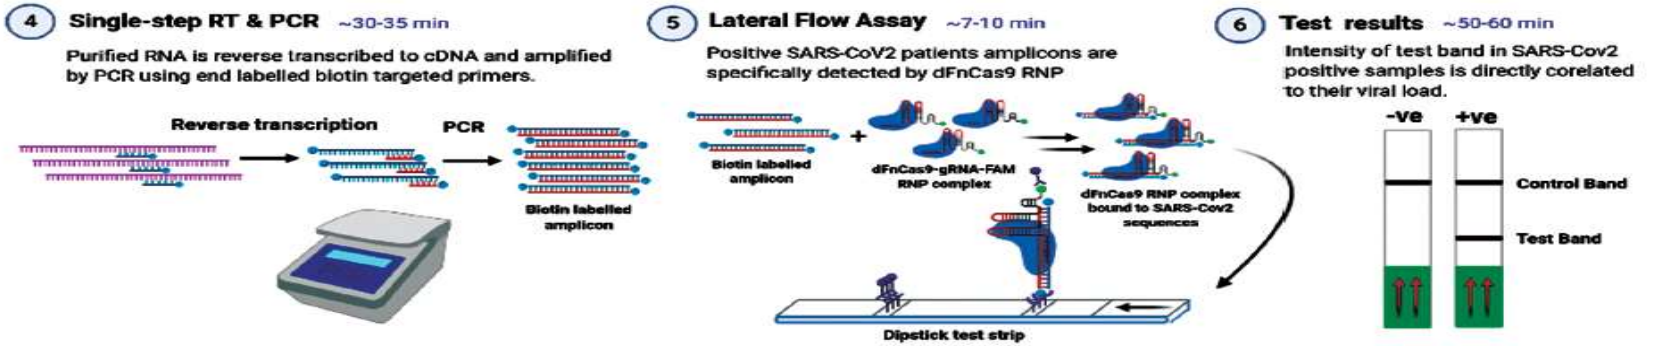 4 Single-step RT & PCR ~30-35 min
Purified RNA is reverse transcribed to cDNA and amplified
by PCR using end labelled biotin targeted primers.
Reverse transcription
PCR
Biotin labelled
amplicon
5 Lateral Flow Assay ~7-10 min
Positive SARS-CoV2 patients amplicons are
specifically detected by dFnCas9 RNP
+
Biotin labelled
amplicon
dFnCas9-gRNA-FAM
RNP complex
dFnCas9 RNP complex
bound to SARS-Cov2
sequences
Dipstick test strip
6 Test results ~50-60 min
Intensity of test band in SARS-Cov2
positive samples is directly corelated
to their viral load.
-ve +ve
Control Band
Test Band